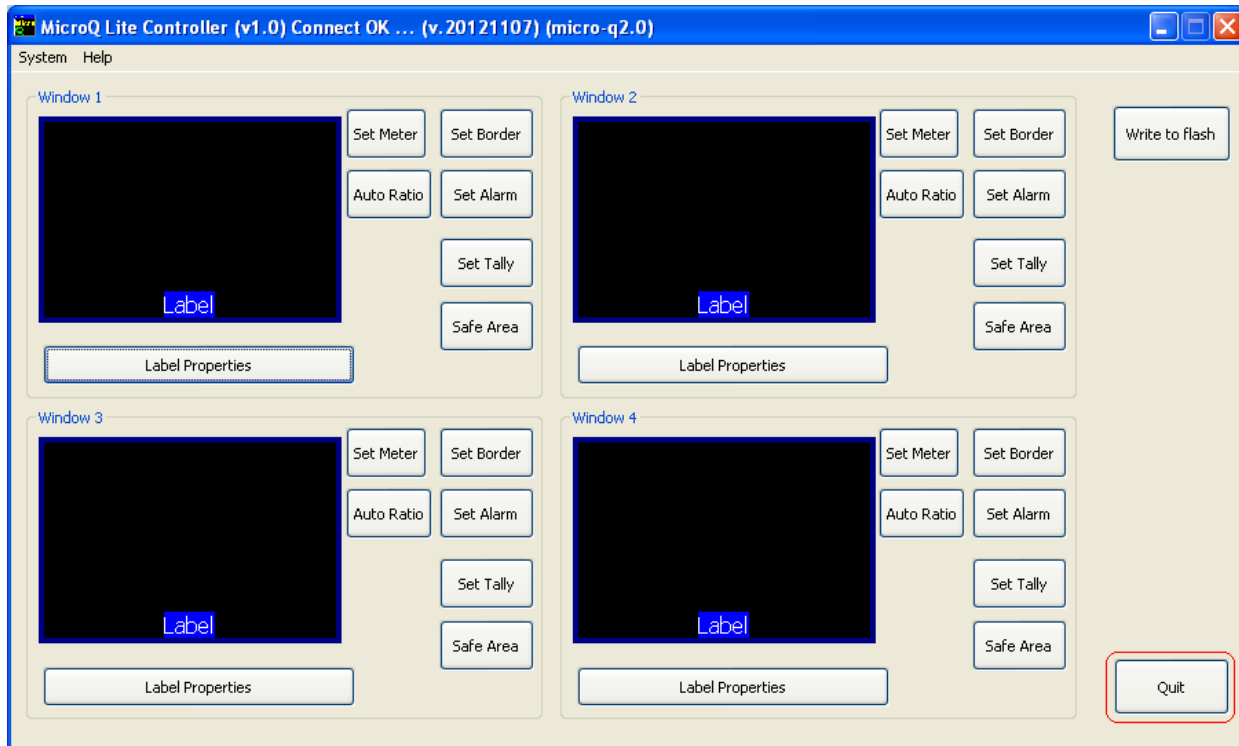 MicroQ Lite Controller (v1.0) Connect OK ... (v.20121107) (micro-q2.0)
System Help
Window 1
Set Meter
Set Border
Auto Ratio
Set Alarm
Set Tally
Safe Area
Label
Label Properties
Window 2
Set Meter
Set Border
Auto Ratio
Set Alarm
Set Tally
Safe Area
Label
Label Properties
Write to flash
Window 3
Set Meter
Set Border
Auto Ratio
Set Alarm
Set Tally
Safe Area
Label
Label Properties
Window 4
Set Meter
Set Border
Auto Ratio
Set Alarm
Set Tally
Safe Area
Label
Label Properties
Quit